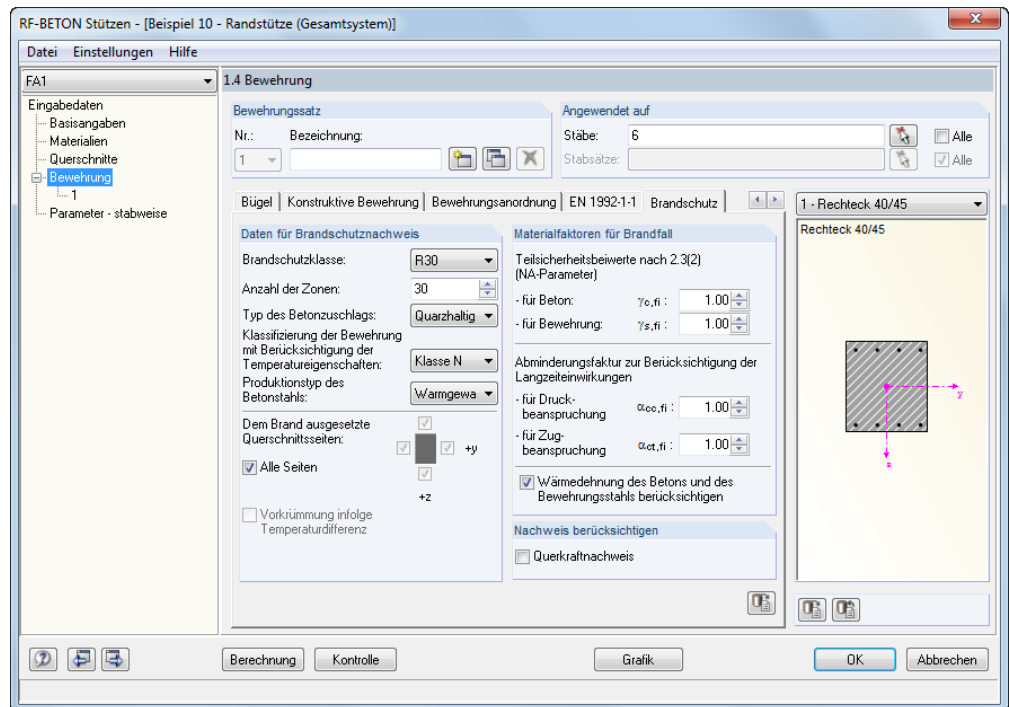 RF-BETON Stützen - [Beispiel 10 - Randstütze (Gesamtsystem)]
Datei Einstellungen Hilfe
FA1
1.4 Bewehrung
Eingabedaten
Basisangaben
Materialien
Querschnitte
Bewehrung
1
Parameter - stabweise
Bewehrungssatz
Nr.: Bezeichnung:
1
Angewendet auf
Stäbe: 6 Alle
Stabsätze: Alle
Bügel Konstruktive Bewehrung Bewehrungsanordnung EN 1992-1-1 Brandschutz
Daten für Brandschutznachweis
Brandschutzklasse: R30
Anzahl der Zonen: 30
Typ des Betonzuschlags: Quarzhaltig
Klassifizierung der Bewehrung
mit Berücksichtigung der
Temperatureigenschaften: Klasse N
Produktionstyp des
Betonstahls: Warmgewa
Dem Brand ausgesetzte
Querschnittsseiten:
+y
Alle Seiten
+z
Vorkrümmung infolge
Temperaturdifferenz
Materialfaktoren für Brandfall
Teilsicherheitsbeiwerte nach 2.3(2)
(NA-Parameter)
- für Beton: γc,fi : 1.00
- für Bewehrung: γs,fi : 1.00
Abminderungsfaktur zur Berücksichtigung der
Langzeiteinwirkungen
- für Druck-
beanspruchung αcc,fi : 1.00
- für Zug-
beanspruchung αct,fi : 1.00
Wärmedehnung des Betons und des
Bewehrungsstahls berücksichtigen
Nachweis berücksichtigen
Querkraftnachweis
1 - Rechteck 40/45
Rechteck 40/45
y
z
Berechnung Kontrolle Grafik OK Abbrechen